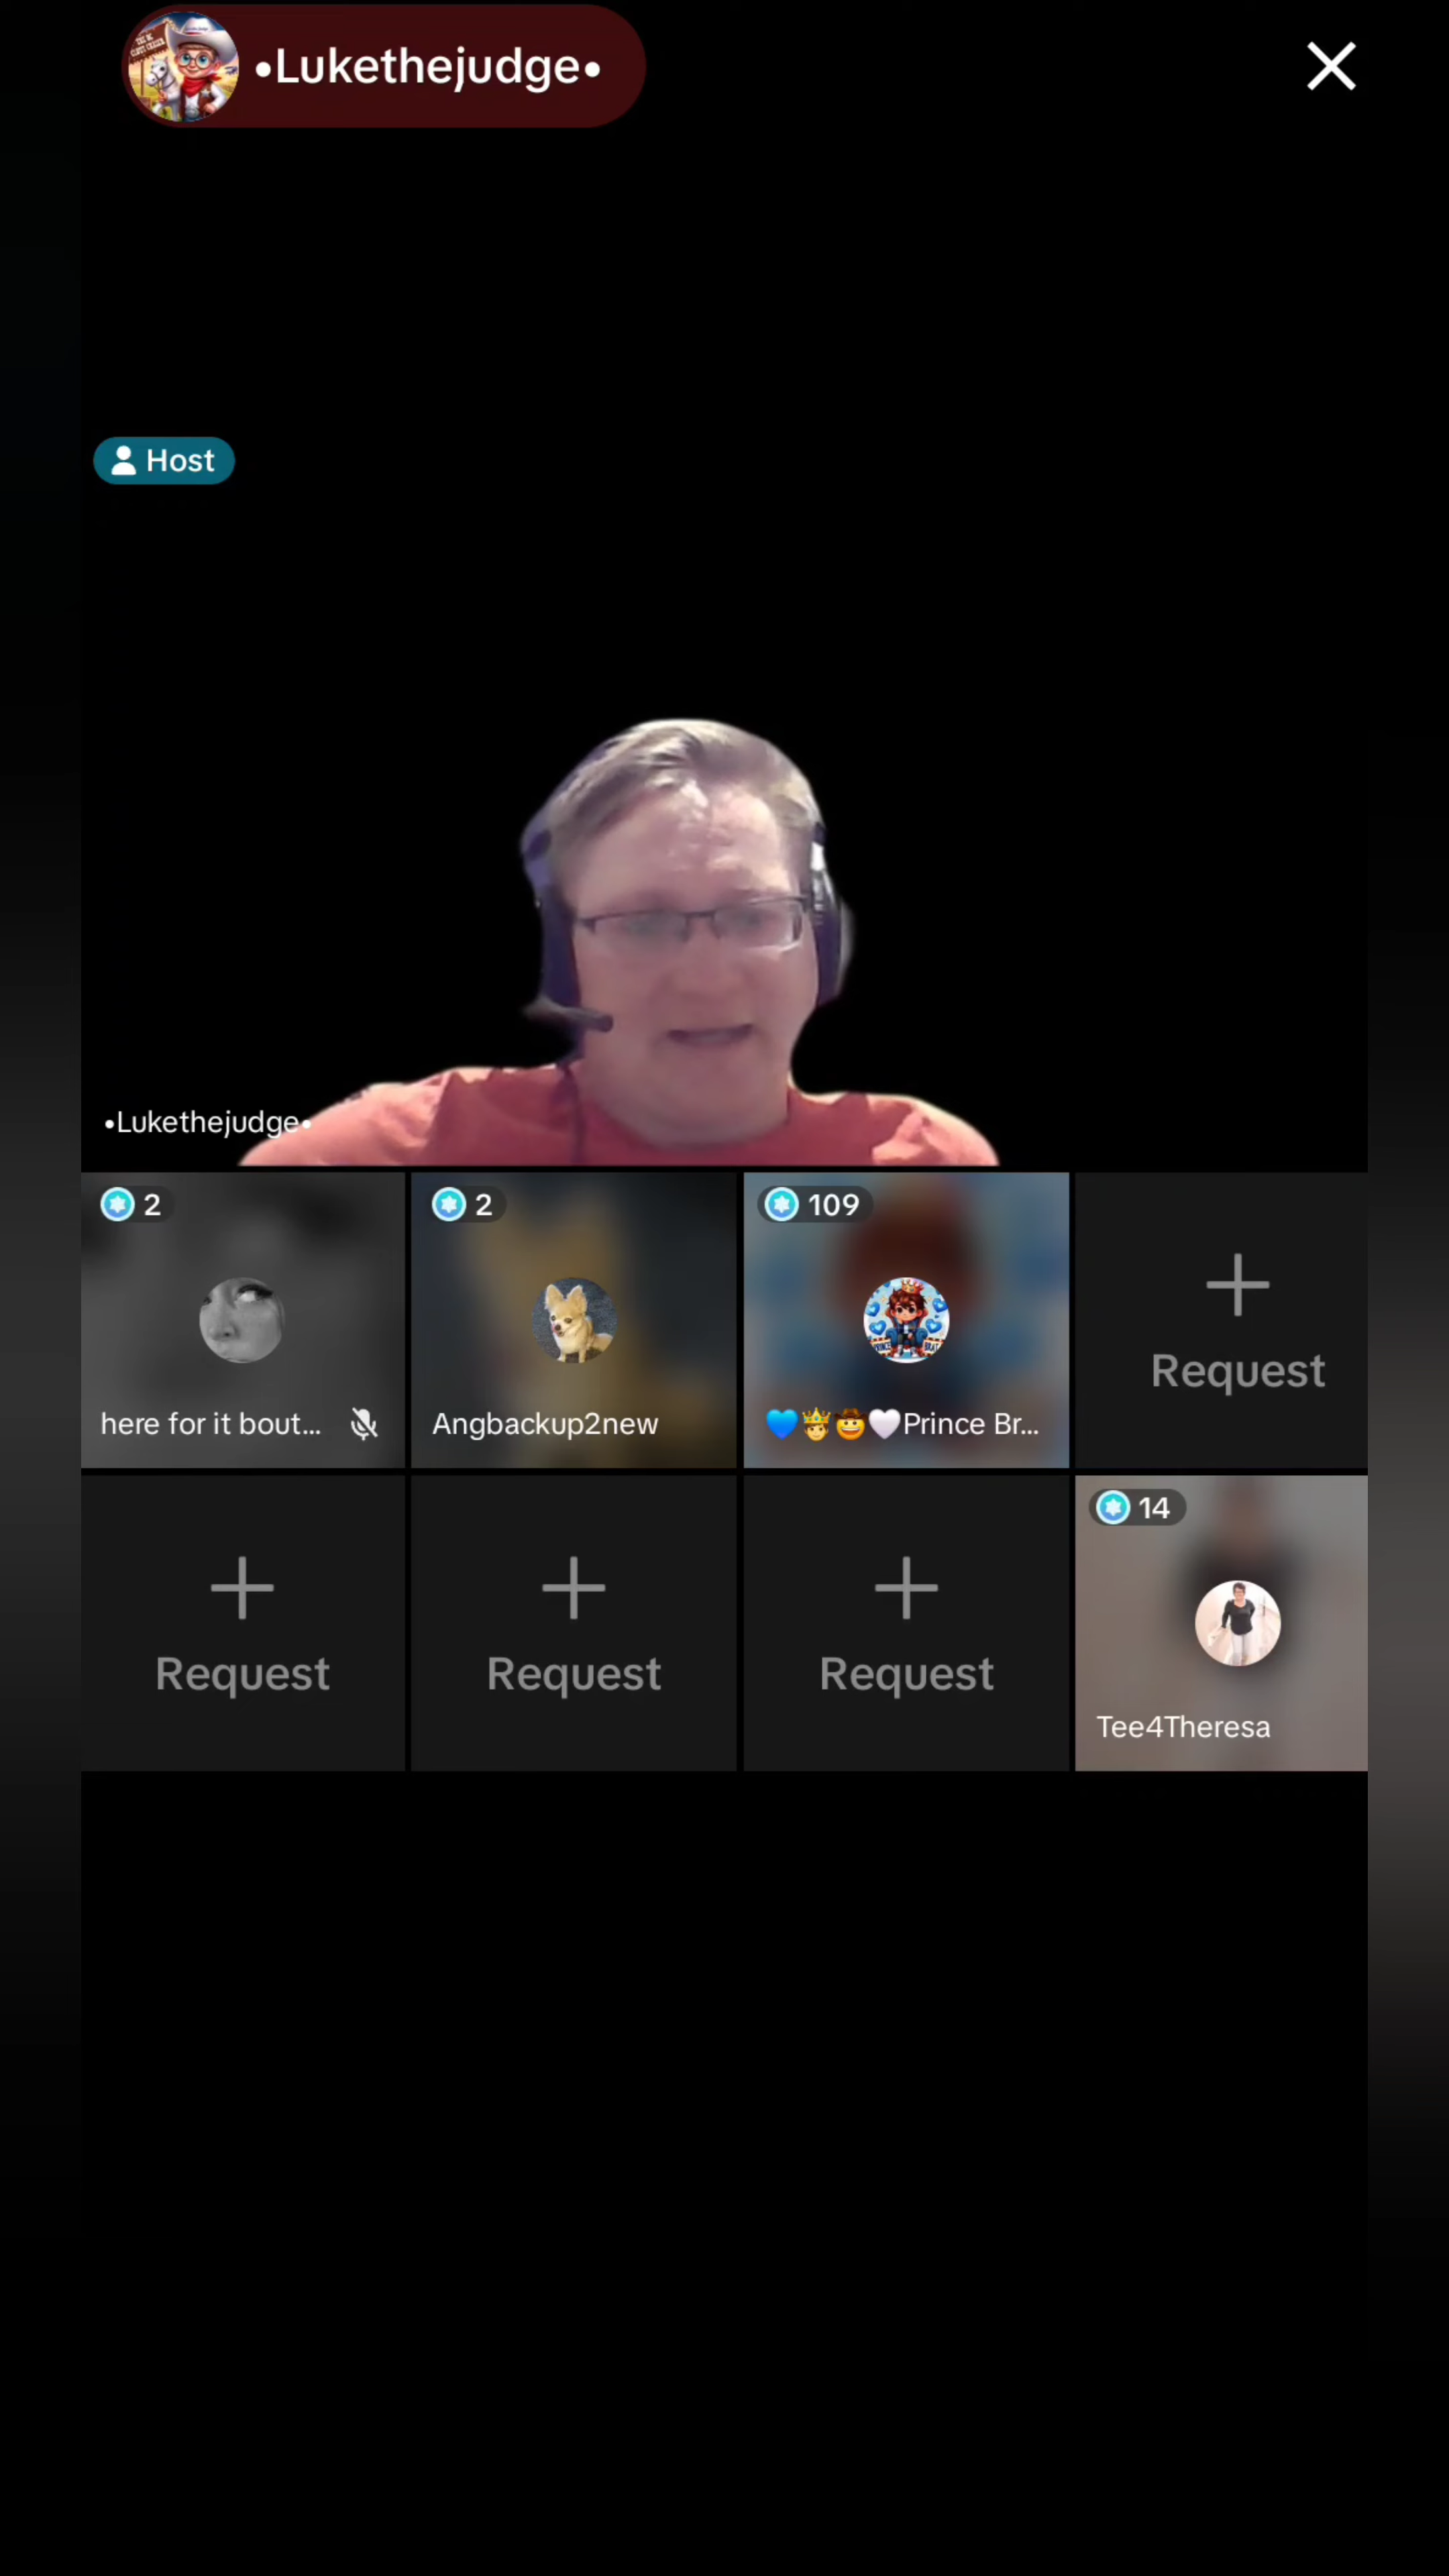 •Lukethejudge•
Host
•Lukethejudge•
2
2
109
here for it bout...
Angbackup2new
💙🤴🤠🤍Prince Br...
Request
14
Request
Request
Request
Tee4Theresa